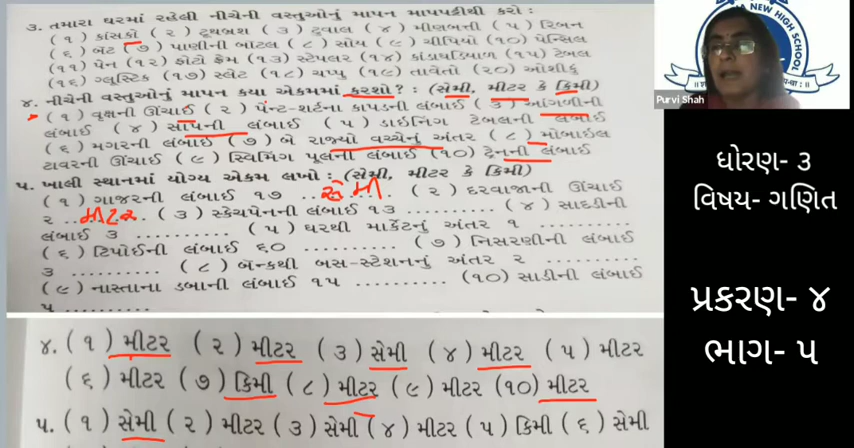 ૩. તમારા ઘરમાં રહેલી નીચેની વસ્તુઓનું માપન માપપટ્ટીથી કરો :
(૧) કાંસકો (૨) ટૂથબ્રશ (૩) ટુવાલ (૪) મીણબત્તી (૫) રિબન
(૬) બૅટ (૭) પાણીની બૉટલ (૮) સોય (૯) ચીપિયો (૧૦) પેન્સિલ
(૧૧) પેન (૧૨) ફોટો ફ્રેમ (૧૩) સ્ટેપલર (૧૪) કાંડાઘડિયાળ (૧૫) ટેબલ
(૧૬) ગ્લૂસ્ટિક (૧૭) સ્લેટ (૧૮) ચપ્પુ (૧૯) તાવેતો (૨૦) ઓશીકું
૪. નીચેની વસ્તુઓનું માપન કયા એકમમાં કરશો? : (સેમી, મીટર કે કિમી)
(૧) વૃક્ષની ઊંચાઈ (૨) પૅન્ટ-શર્ટના કાપડની લંબાઈ (૩) આંગળીની
લંબાઈ (૪) સાપની લંબાઈ (૫) ડાઇનિંગ ટેબલની લંબાઈ
(૬) મગરની લંબાઈ (૭) બે રાજ્યો વચ્ચેનું અંતર (૮) મોબાઇલ
ટાવરની ઊંચાઈ (૯) સ્વિમિંગ પૂલની લંબાઈ (૧૦) ટ્રેનની લંબાઈ
૫. ખાલી સ્થાનમાં યોગ્ય એકમ લખો : (સેમી, મીટર કે કિમી)
(૧) ગાજરની લંબાઈ ૧૭ સેમી (૨) દરવાજાની ઊંચાઈ
૨ મીટર (૩) સ્કેચપેનની લંબાઈ ૧૩ .......... (૪) સાદડીની
લંબાઈ ૩ .......... (૫) ઘરથી માર્કેટનું અંતર ૧ ..........
(૬) ટિપોઈની લંબાઈ ૬૦ .......... (૭) નિસરણીની લંબાઈ
૩ .......... (૮) બૅન્કથી બસ-સ્ટેશનનું અંતર ૨ ..........
(૯) નાસ્તાના ડબાની લંબાઈ ૧૫ .......... (૧૦) સાડીની લંબાઈ
૫ ..........
૪. (૧) મીટર (૨) મીટર (૩) સેમી (૪) મીટર (૫) મીટર
(૬) મીટર (૭) કિમી (૮) મીટર (૯) મીટર (૧૦) મીટર
૫. (૧) સેમી (૨) મીટર (૩) સેમી (૪) મીટર (૫) કિમી (૬) સેમી
A NEW HIGH SCHOOL
Purvi Shah
ધોરણ- ૩
વિષય- ગણિત
પ્રકરણ- ૪
ભાગ- ૫